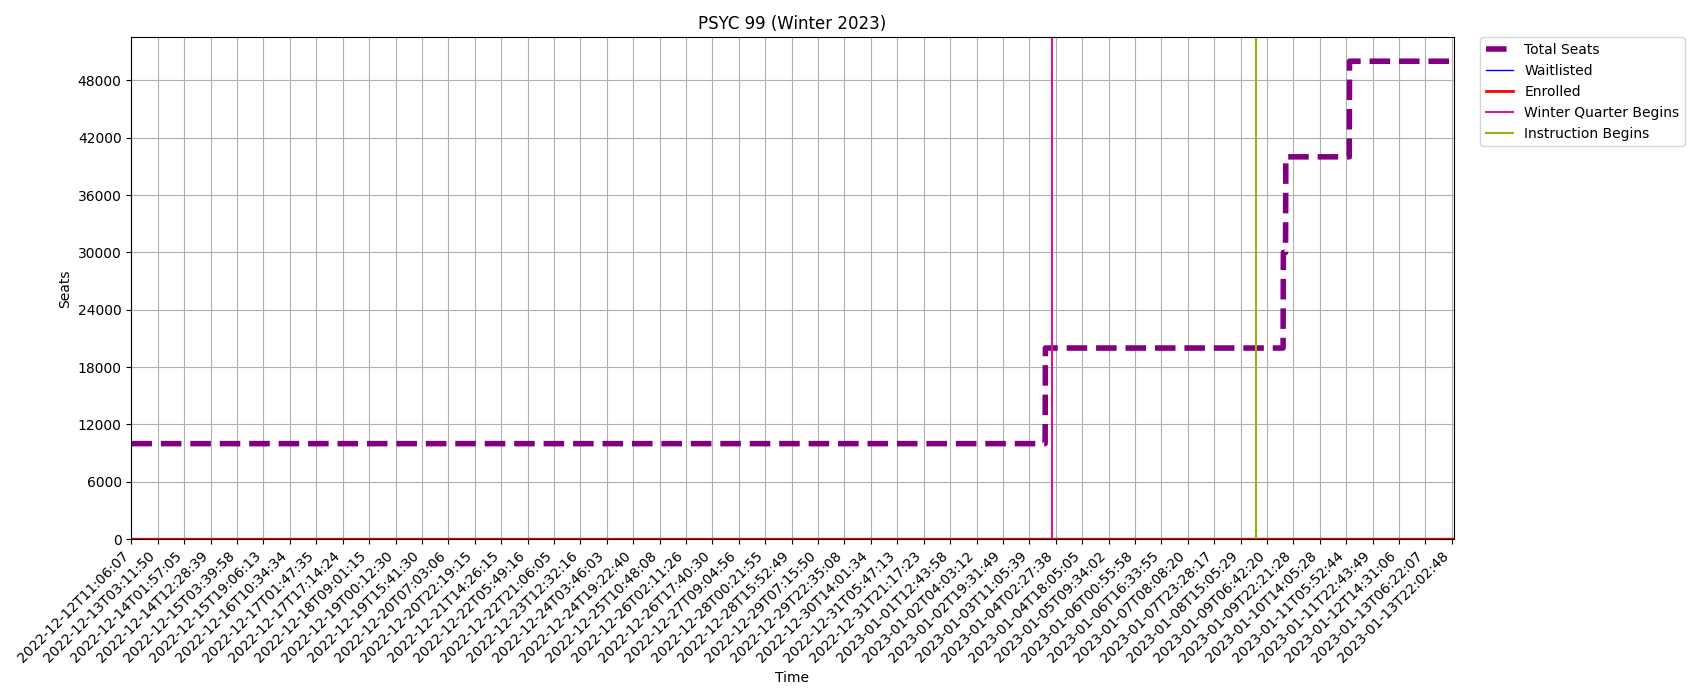 PSYC 99 (Winter 2023)
Total Seats
Waitlisted
Enrolled
Winter Quarter Begins
Instruction Begins
Seats
48000
42000
36000
30000
24000
18000
12000
6000
0
2022-12-12T11:06:07
2022-12-13T03:11:50
2022-12-14T01:57:05
2022-12-14T12:28:39
2022-12-15T03:39:58
2022-12-15T19:06:13
2022-12-16T10:34:34
2022-12-17T01:47:35
2022-12-17T17:14:24
2022-12-18T09:01:15
2022-12-19T00:12:30
2022-12-19T15:41:30
2022-12-20T07:03:06
2022-12-20T22:19:15
2022-12-21T14:26:15
2022-12-22T05:49:16
2022-12-22T21:06:05
2022-12-23T12:32:16
2022-12-24T03:46:03
2022-12-24T19:22:40
2022-12-25T10:48:08
2022-12-26T02:11:26
2022-12-26T17:40:30
2022-12-27T09:04:56
2022-12-28T00:21:55
2022-12-28T15:52:49
2022-12-29T07:15:50
2022-12-29T22:35:08
2022-12-30T14:01:34
2022-12-31T05:47:13
2022-12-31T21:17:23
2023-01-01T12:43:58
2023-01-02T04:03:12
2023-01-02T19:31:49
2023-01-03T11:05:39
2023-01-04T02:27:38
2023-01-04T18:05:05
2023-01-05T09:34:02
2023-01-06T00:55:58
2023-01-06T16:33:55
2023-01-07T08:08:20
2023-01-07T23:28:17
2023-01-08T15:05:29
2023-01-09T06:42:20
2023-01-09T22:21:28
2023-01-10T14:05:28
2023-01-11T05:52:44
2023-01-11T22:43:49
2023-01-12T14:31:06
2023-01-13T06:22:07
2023-01-13T22:02:48
Time